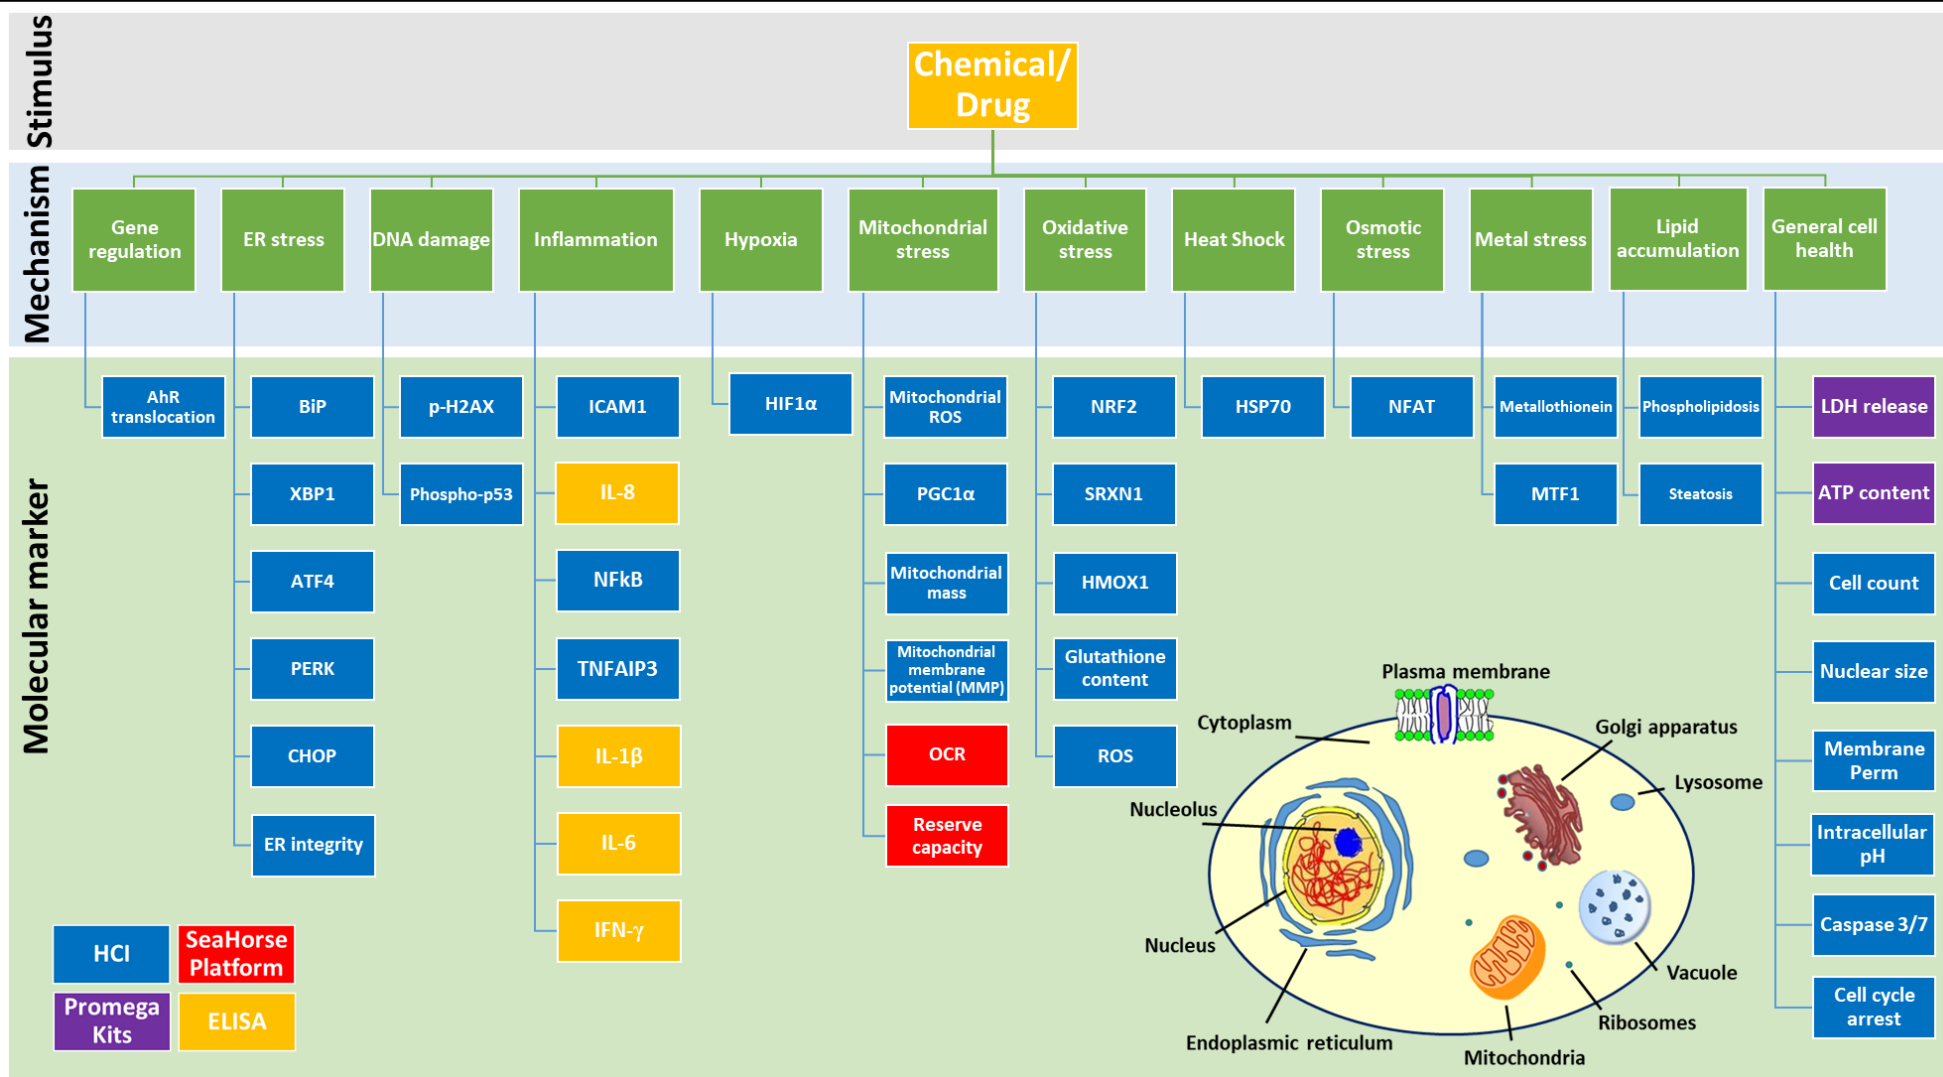 Stimulus
Chemical/
Drug
Mechanism
Gene
regulation
ER stress
DNA damage
Inflammation
Hypoxia
Mitochondrial
stress
Oxidative
stress
Heat Shock
Osmotic
stress
Metal stress
Lipid
accumulation
General cell
health
Molecular marker
AhR
translocation
BiP
XBP1
ATF4
PERK
CHOP
ER integrity
p-H2AX
Phospho-p53
ICAM1
IL-8
NFkB
TNFAIP3
IL-1β
IL-6
IFN-γ
HIF1α
Mitochondrial
ROS
PGC1α
Mitochondrial
mass
Mitochondrial
membrane
potential (MMP)
OCR
Reserve
capacity
NRF2
SRXN1
HMOX1
Glutathione
content
ROS
HSP70
NFAT
Metallothionein
MTF1
Phospholipidosis
Steatosis
LDH release
ATP content
Cell count
Nuclear size
Membrane
Perm
Intracellular
pH
Caspase 3/7
Cell cycle
arrest
HCI
SeaHorse
Platform
Promega
Kits
ELISA
Plasma membrane
Cytoplasm
Golgi apparatus
Lysosome
Nucleolus
Nucleus
Vacuole
Ribosomes
Endoplasmic reticulum
Mitochondria